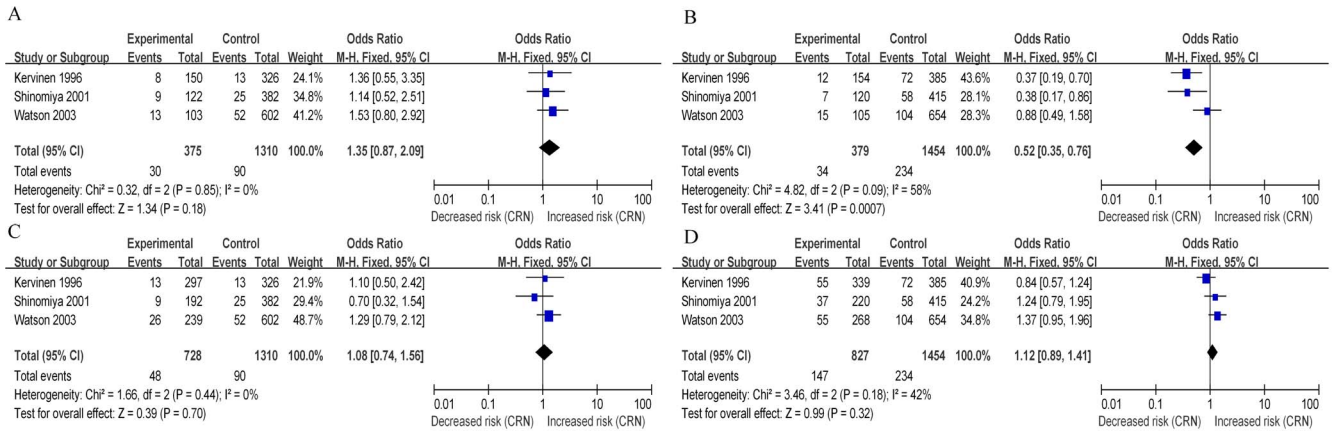 A
Experimental Control Odds Ratio Odds Ratio
Study or Subgroup Events Total Events Total Weight M-H, Fixed, 95% CI M-H, Fixed, 95% CI
Kervinen 1996 8 150 13 326 24.1% 1.36 [0.55, 3.35]
Shinomiya 2001 9 122 25 382 34.8% 1.14 [0.52, 2.51]
Watson 2003 13 103 52 602 41.2% 1.53 [0.80, 2.92]
Total (95% CI) 375 1310 100.0% 1.35 [0.87, 2.09]
Total events 30 90
Heterogeneity: Chi² = 0.32, df = 2 (P = 0.85); I² = 0%
Test for overall effect: Z = 1.34 (P = 0.18)
0.01 0.1 1 10 100
Decreased risk (CRN) Increased risk (CRN)
B
Experimental Control Odds Ratio Odds Ratio
Study or Subgroup Events Total Events Total Weight M-H, Fixed, 95% CI M-H, Fixed, 95% CI
Kervinen 1996 12 154 72 385 43.6% 0.37 [0.19, 0.70]
Shinomiya 2001 7 120 58 415 28.1% 0.38 [0.17, 0.86]
Watson 2003 15 105 104 654 28.3% 0.88 [0.49, 1.58]
Total (95% CI) 379 1454 100.0% 0.52 [0.35, 0.76]
Total events 34 234
Heterogeneity: Chi² = 4.82, df = 2 (P = 0.09); I² = 58%
Test for overall effect: Z = 3.41 (P = 0.0007)
0.01 0.1 1 10 100
Decreased risk (CRN) Increased risk (CRN)
C
Experimental Control Odds Ratio Odds Ratio
Study or Subgroup Events Total Events Total Weight M-H, Fixed, 95% CI M-H, Fixed, 95% CI
Kervinen 1996 13 297 13 326 21.9% 1.10 [0.50, 2.42]
Shinomiya 2001 9 192 25 382 29.4% 0.70 [0.32, 1.54]
Watson 2003 26 239 52 602 48.7% 1.29 [0.79, 2.12]
Total (95% CI) 728 1310 100.0% 1.08 [0.74, 1.56]
Total events 48 90
Heterogeneity: Chi² = 1.66, df = 2 (P = 0.44); I² = 0%
Test for overall effect: Z = 0.39 (P = 0.70)
0.01 0.1 1 10 100
Decreased risk (CRN) Increased risk (CRN)
D
Experimental Control Odds Ratio Odds Ratio
Study or Subgroup Events Total Events Total Weight M-H, Fixed, 95% CI M-H, Fixed, 95% CI
Kervinen 1996 55 339 72 385 40.9% 0.84 [0.57, 1.24]
Shinomiya 2001 37 220 58 415 24.2% 1.24 [0.79, 1.95]
Watson 2003 55 268 104 654 34.8% 1.37 [0.95, 1.96]
Total (95% CI) 827 1454 100.0% 1.12 [0.89, 1.41]
Total events 147 234
Heterogeneity: Chi² = 3.46, df = 2 (P = 0.18); I² = 42%
Test for overall effect: Z = 0.99 (P = 0.32)
0.01 0.1 1 10 100
Decreased risk (CRN) Increased risk (CRN)